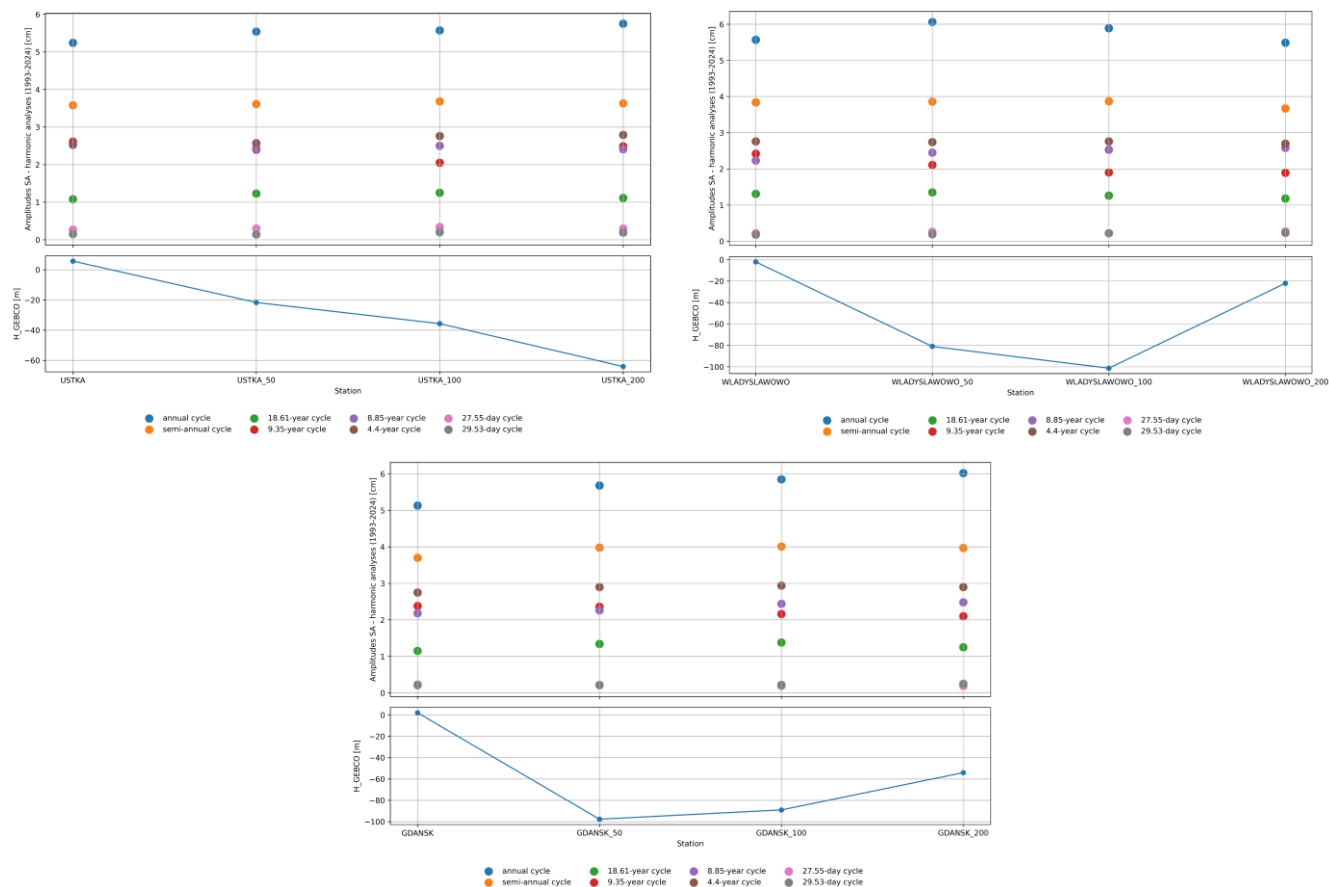 Amplitudes SA - harmonic analyses (1993-2024) [cm]
6
5
4
3
2
1
0
H_GEBCO [m]
0
−20
−40
−60
USTKA
USTKA_50
USTKA_100
USTKA_200
Station
annual cycle
18.61-year cycle
8.85-year cycle
27.55-day cycle
semi-annual cycle
9.35-year cycle
4.4-year cycle
29.53-day cycle
Amplitudes SA - harmonic analyses (1993-2024) [cm]
6
5
4
3
2
1
0
H_GEBCO [m]
0
−20
−40
−60
−80
−100
WLADYSLAWOWO
WLADYSLAWOWO_50
WLADYSLAWOWO_100
WLADYSLAWOWO_200
Station
annual cycle
18.61-year cycle
8.85-year cycle
27.55-day cycle
semi-annual cycle
9.35-year cycle
4.4-year cycle
29.53-day cycle
Amplitudes SA - harmonic analyses (1993-2024) [cm]
6
5
4
3
2
1
0
H_GEBCO [m]
0
−20
−40
−60
−80
−100
GDANSK
GDANSK_50
GDANSK_100
GDANSK_200
Station
annual cycle
18.61-year cycle
8.85-year cycle
27.55-day cycle
semi-annual cycle
9.35-year cycle
4.4-year cycle
29.53-day cycle